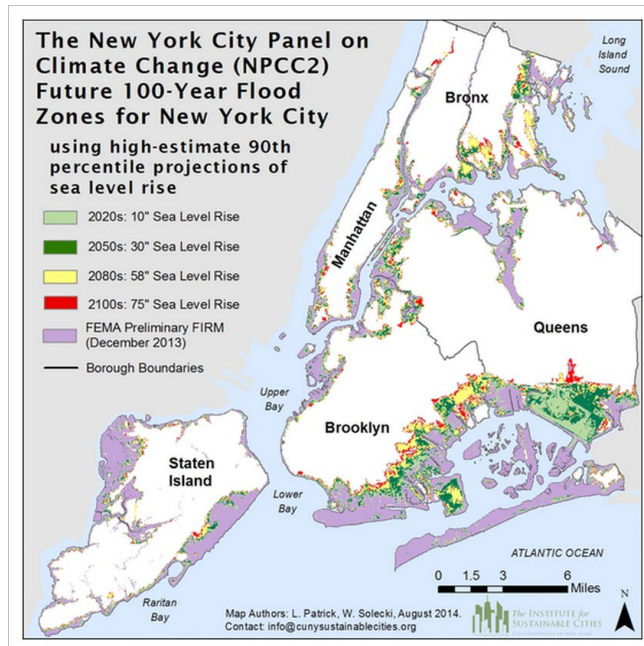 The New York City Panel on
Climate Change (NPCC2)
Future 100-Year Flood
Zones for New York City
using high-estimate 90th
percentile projections of
sea level rise
2020s: 10" Sea Level Rise
2050s: 30" Sea Level Rise
2080s: 58" Sea Level Rise
2100s: 75" Sea Level Rise
FEMA Preliminary FIRM
(December 2013)
Borough Boundaries
Long
Island
Sound
Bronx
Manhattan
Queens
Upper
Bay
Brooklyn
Staten
Island
Lower
Bay
ATLANTIC OCEAN
Raritan
Bay
0 1.5 3 6
Miles
N
Map Authors: L. Patrick, W. Solecki, August 2014.
Contact: info@cunysustainablecities.org
The Institute for
Sustainable Cities